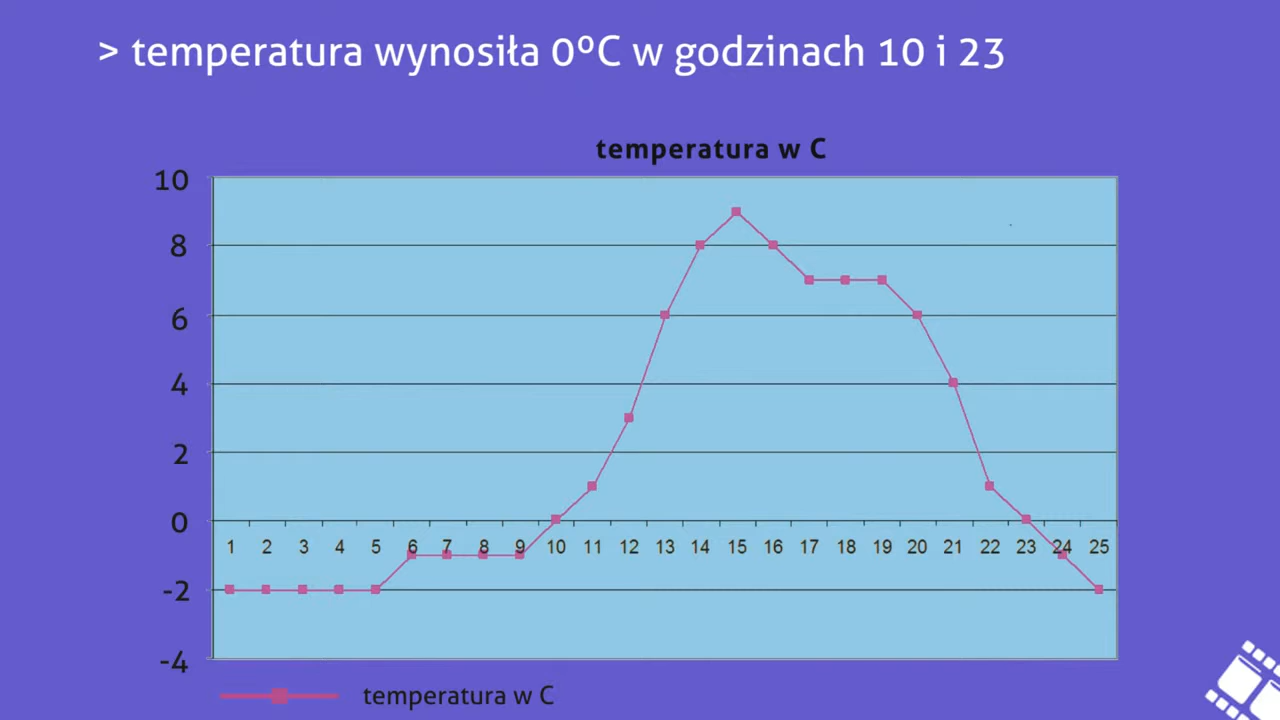 > temperatura wynosiła 0°C w godzinach 10 i 23
temperatura w C
10
8
6
4
2
0
1 2 3 4 5 6 7 8 9 10 11 12 13 14 15 16 17 18 19 20 21 22 23 24 25
-2
-4
temperatura w C